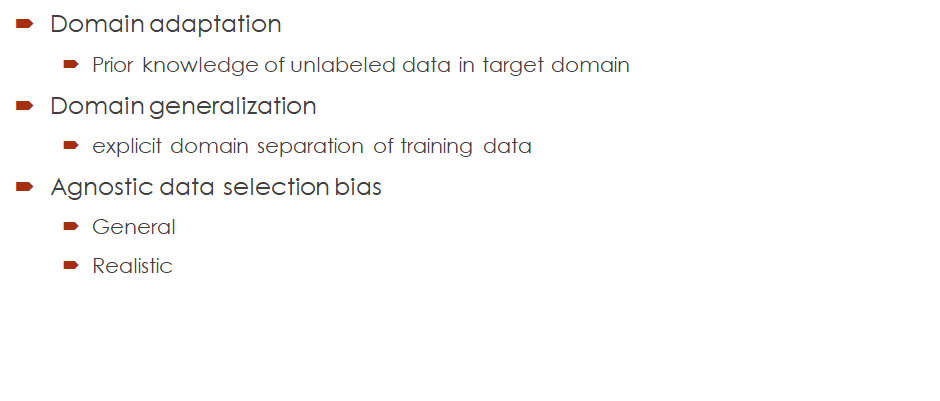 Domain adaptation
Prior knowledge of unlabeled data in target domain
Domain generalization
explicit domain separation of training data
Agnostic data selection bias
General
Realistic